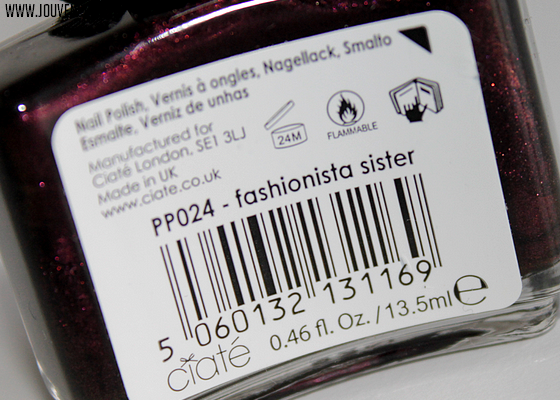 WWW.JOUVE
Nail Polish, Vernis à ongles, Nagellack, Smalto
Esmalte, Verniz de unhas
Manufactured for
Ciaté London, SE1 3LJ
Made in UK
www.ciate.co.uk
24M
FLAMMABLE
PP024 - fashionista sister
5 060132 131169
ciaté
0.46 fl. Oz. / 13.5ml e